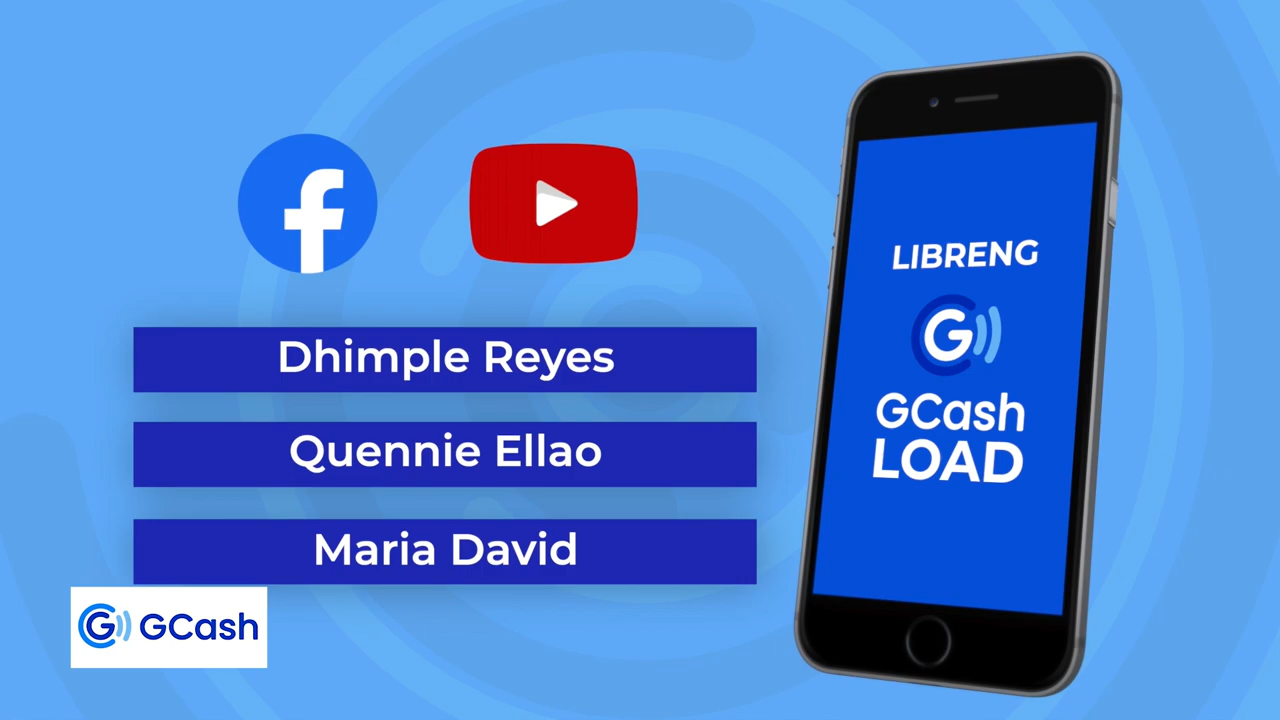 Dhimple Reyes
Quennie Ellao
Maria David
GCash
LIBRENG
GCash
LOAD